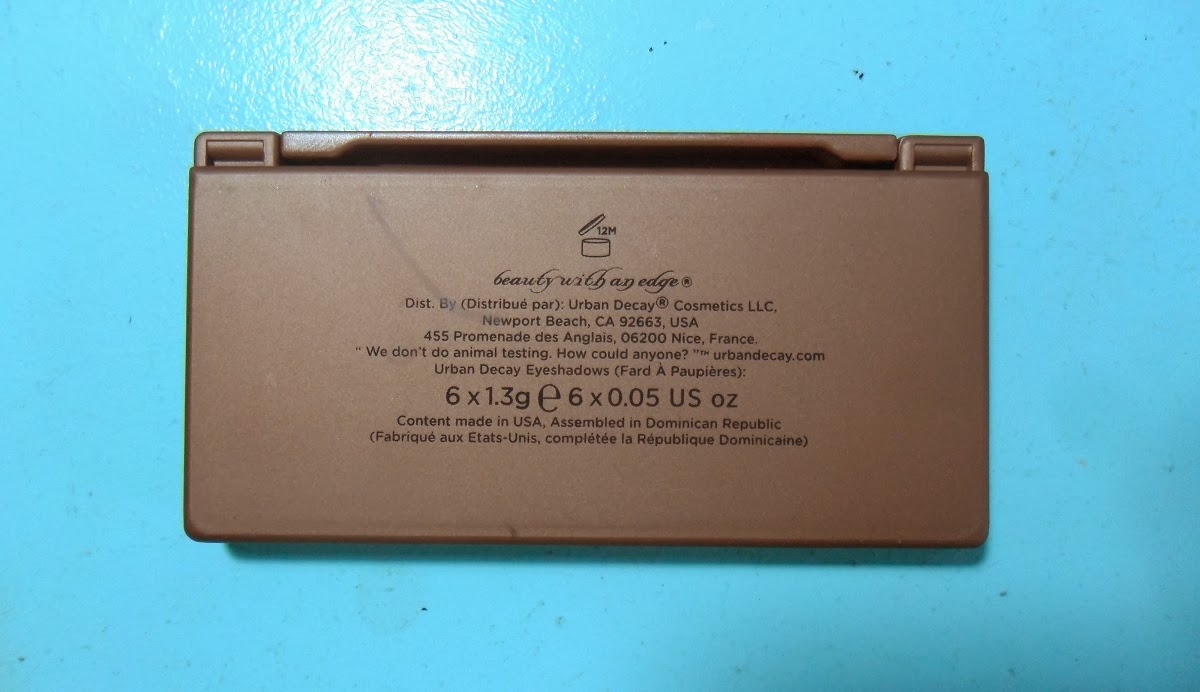 12M
beauty with an edge®
Dist. By (Distribué par): Urban Decay® Cosmetics LLC,
Newport Beach, CA 92663, USA
455 Promenade des Anglais, 06200 Nice, France.
“ We don't do animal testing. How could anyone? ”™ urbandecay.com
Urban Decay Eyeshadows (Fard À Paupières):
6 x 1.3g ℮ 6 x 0.05 US oz
Content made in USA, Assembled in Dominican Republic
(Fabriqué aux Etats-Unis, complétée la République Dominicaine)